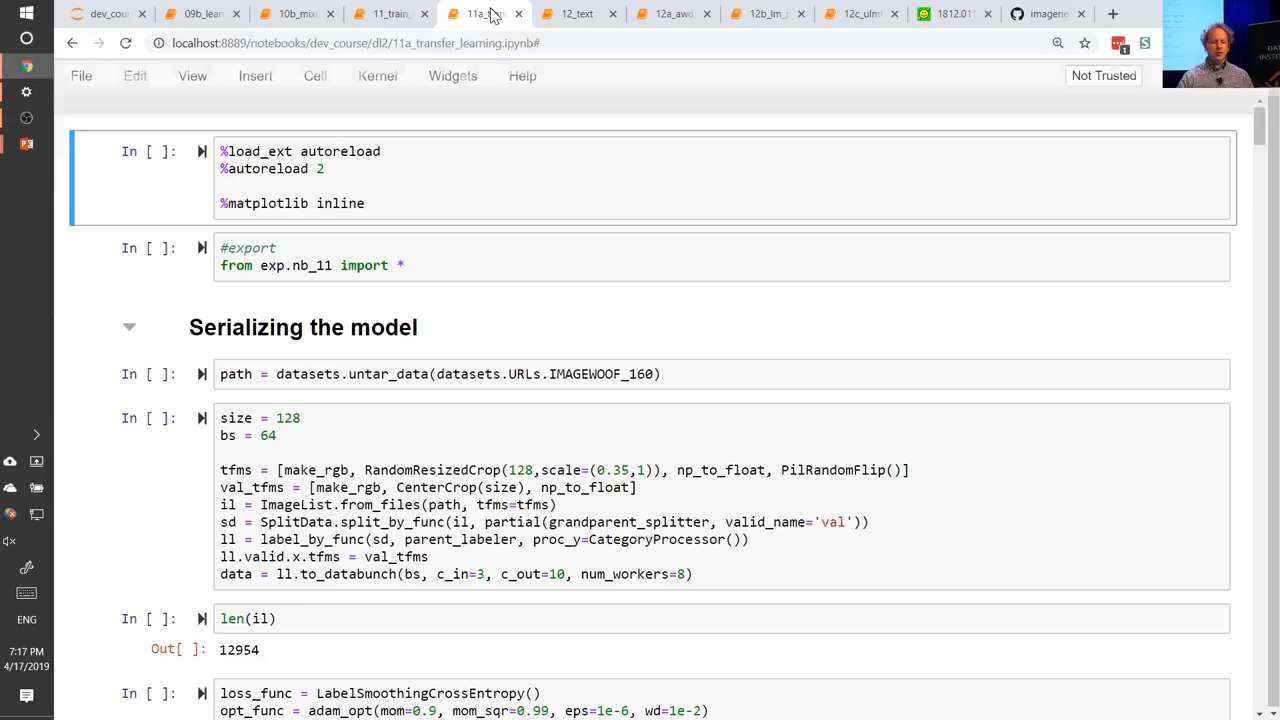 dev_cou
09b_lear
10b_mixc
11_train_
11a_t
12_text
12a_awd_
12b_lm_p
12c_ulmf
1812.011
imagene
localhost:8889/notebooks/dev_course/dl2/11a_transfer_learning.ipynb#
File Edit View Insert Cell Kernel Widgets Help
Not Trusted
In [ ]:
%load_ext autoreload
%autoreload 2
%matplotlib inline
In [ ]:
#export
from exp.nb_11 import *
Serializing the model
In [ ]:
path = datasets.untar_data(datasets.URLs.IMAGEWOOF_160)
In [ ]:
size = 128
bs = 64
tfms = [make_rgb, RandomResizedCrop(128,scale=(0.35,1)), np_to_float, PilRandomFlip()]
val_tfms = [make_rgb, CenterCrop(size), np_to_float]
il = ImageList.from_files(path, tfms=tfms)
sd = SplitData.split_by_func(il, partial(grandparent_splitter, valid_name='val'))
ll = label_by_func(sd, parent_labeler, proc_y=CategoryProcessor())
ll.valid.x.tfms = val_tfms
data = ll.to_databunch(bs, c_in=3, c_out=10, num_workers=8)
In [ ]:
len(il)
Out[ ]:
12954
In [ ]:
loss_func = LabelSmoothingCrossEntropy()
opt_func = adam_opt(mom=0.9, mom_sqr=0.99, eps=1e-6, wd=1e-2)
ENG
7:17 PM
4/17/2019